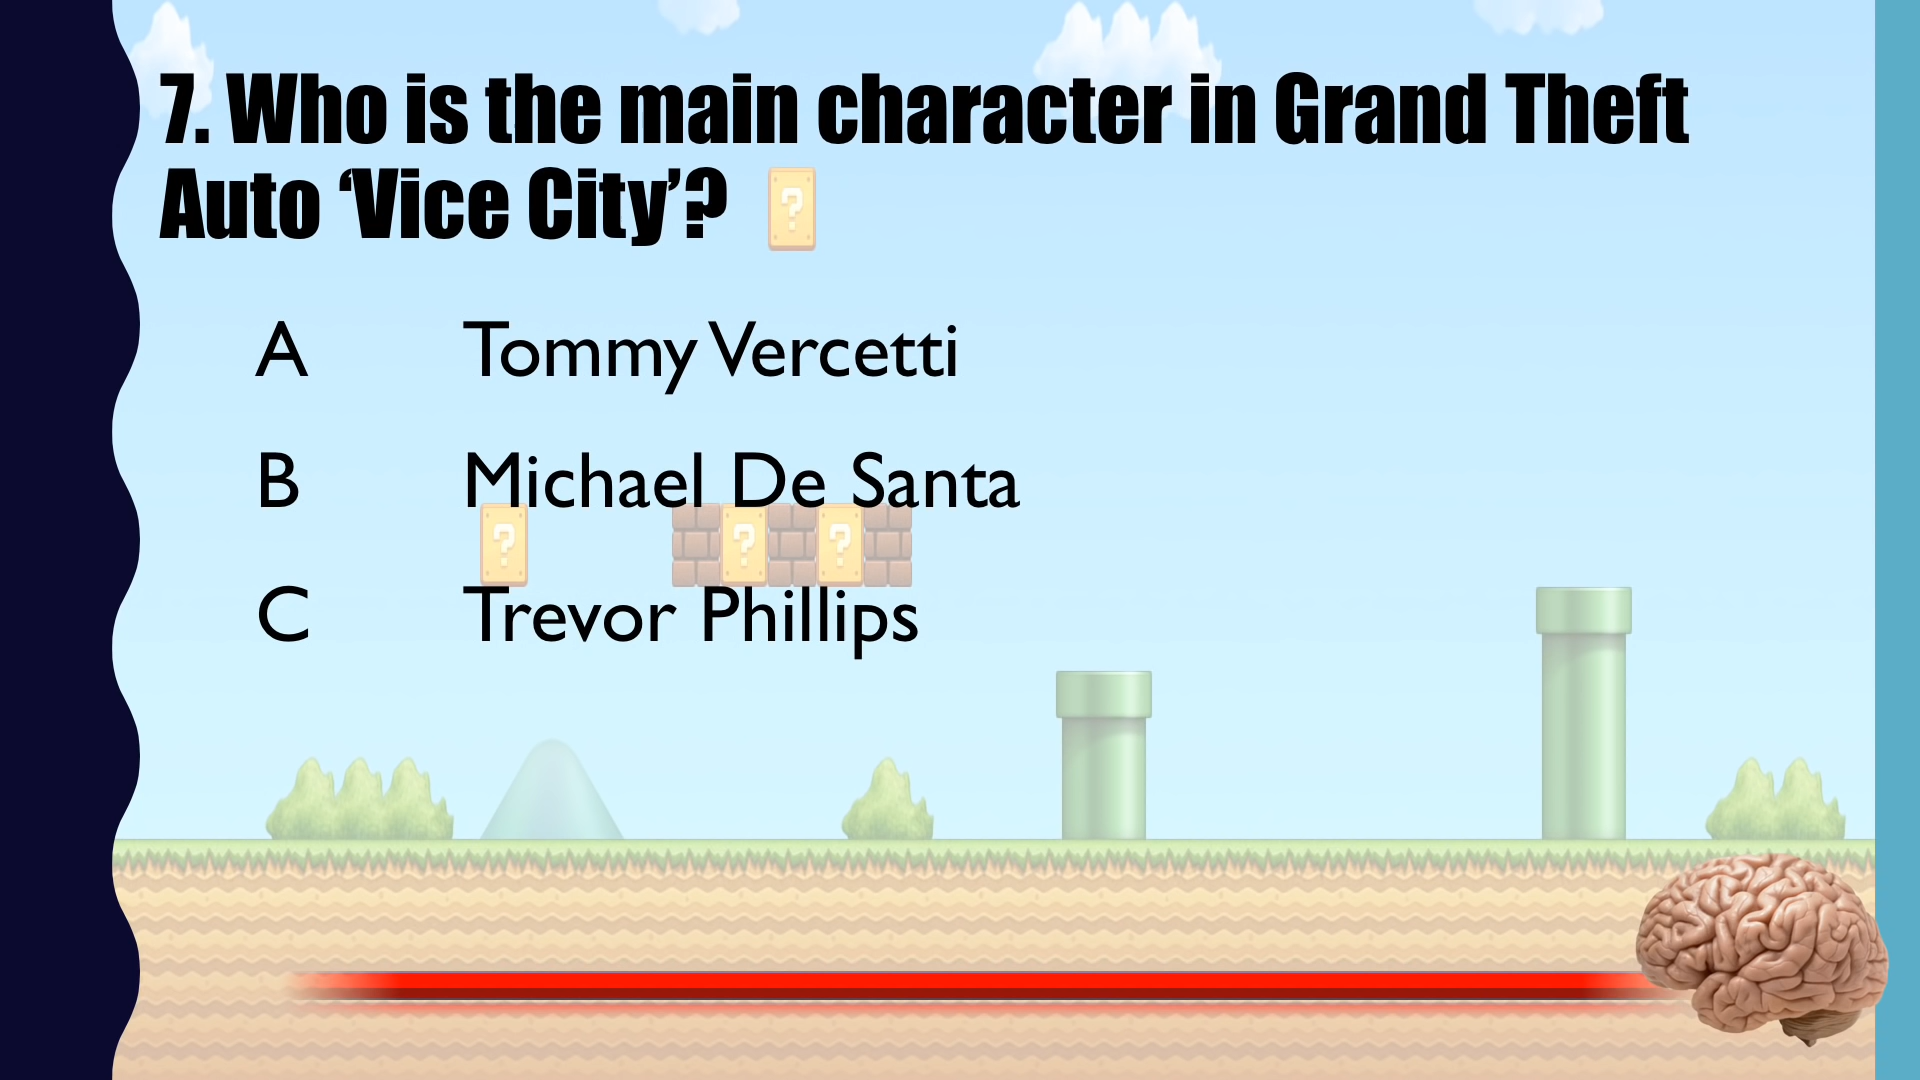 7. Who is the main character in Grand Theft
Auto ‘Vice City’?
?
A Tommy Vercetti
B Michael De Santa
? ? ?
C Trevor Phillips